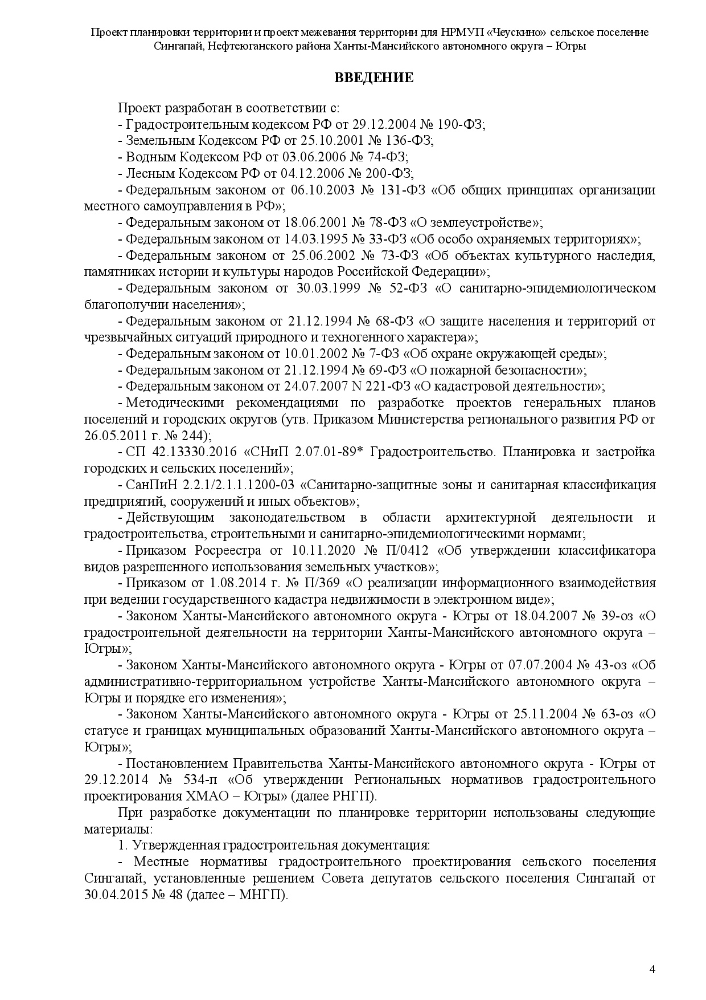 Проект планировки территории и проект межевания территории для НРМУП «Чеускино» сельское поселение
Сингапай, Нефтеюганского района Ханты-Мансийского автономного округа – Югры
ВВЕДЕНИЕ
Проект разработан в соответствии с:
- Градостроительным кодексом РФ от 29.12.2004 № 190-ФЗ;
- Земельным Кодексом РФ от 25.10.2001 № 136-ФЗ;
- Водным Кодексом РФ от 03.06.2006 № 74-ФЗ;
- Лесным Кодексом РФ от 04.12.2006 № 200-ФЗ;
- Федеральным законом от 06.10.2003 № 131-ФЗ «Об общих принципах организации
местного самоуправления в РФ»;
- Федеральным законом от 18.06.2001 № 78-ФЗ «О землеустройстве»;
- Федеральным законом от 14.03.1995 № 33-ФЗ «Об особо охраняемых территориях»;
- Федеральным законом от 25.06.2002 № 73-ФЗ «Об объектах культурного наследия,
памятниках истории и культуры народов Российской Федерации»;
- Федеральным законом от 30.03.1999 № 52-ФЗ «О санитарно-эпидемиологическом
благополучии населения»;
- Федеральным законом от 21.12.1994 № 68-ФЗ «О защите населения и территорий от
чрезвычайных ситуаций природного и техногенного характера»;
- Федеральным законом от 10.01.2002 № 7-ФЗ «Об охране окружающей среды»;
- Федеральным законом от 21.12.1994 № 69-ФЗ «О пожарной безопасности»;
- Федеральным законом от 24.07.2007 N 221-ФЗ «О кадастровой деятельности»;
- Методическими рекомендациями по разработке проектов генеральных планов
поселений и городских округов (утв. Приказом Министерства регионального развития РФ от
26.05.2011 г. № 244);
- СП 42.13330.2016 «СНиП 2.07.01-89* Градостроительство. Планировка и застройка
городских и сельских поселений»;
- СанПиН 2.2.1/2.1.1.1200-03 «Санитарно-защитные зоны и санитарная классификация
предприятий, сооружений и иных объектов»;
- Действующим законодательством в области архитектурной деятельности и
градостроительства, строительными и санитарно-эпидемиологическими нормами;
- Приказом Росреестра от 10.11.2020 № П/0412 «Об утверждении классификатора
видов разрешенного использования земельных участков»;
- Приказом от 1.08.2014 г. № П/369 «О реализации информационного взаимодействия
при ведении государственного кадастра недвижимости в электронном виде»;
- Законом Ханты-Мансийского автономного округа - Югры от 18.04.2007 № 39-оз «О
градостроительной деятельности на территории Ханты-Мансийского автономного округа –
Югры»;
- Законом Ханты-Мансийского автономного округа - Югры от 07.07.2004 № 43-оз «Об
административно-территориальном устройстве Ханты-Мансийского автономного округа –
Югры и порядке его изменения»;
- Законом Ханты-Мансийского автономного округа - Югры от 25.11.2004 № 63-оз «О
статусе и границах муниципальных образований Ханты-Мансийского автономного округа –
Югры»;
- Постановлением Правительства Ханты-Мансийского автономного округа - Югры от
29.12.2014 № 534-п «Об утверждении Региональных нормативов градостроительного
проектирования ХМАО – Югры» (далее РНГП).
При разработке документации по планировке территории использованы следующие
материалы:
1. Утвержденная градостроительная документация:
- Местные нормативы градостроительного проектирования сельского поселения
Сингапай, установленные решением Совета депутатов сельского поселения Сингапай от
30.04.2015 № 48 (далее – МНГП).
4